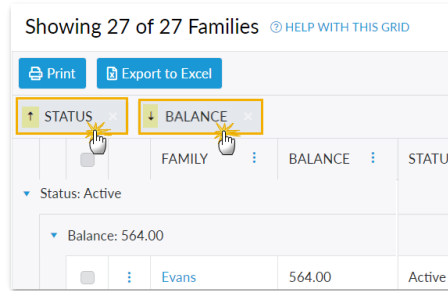 Showing 27 of 27 Families ? HELP WITH THIS GRID
Print Export to Excel
↑ STATUS × ↓ BALANCE ×
FAMILY BALANCE STATU
Status: Active
Balance: 564.00
Evans 564.00 Active